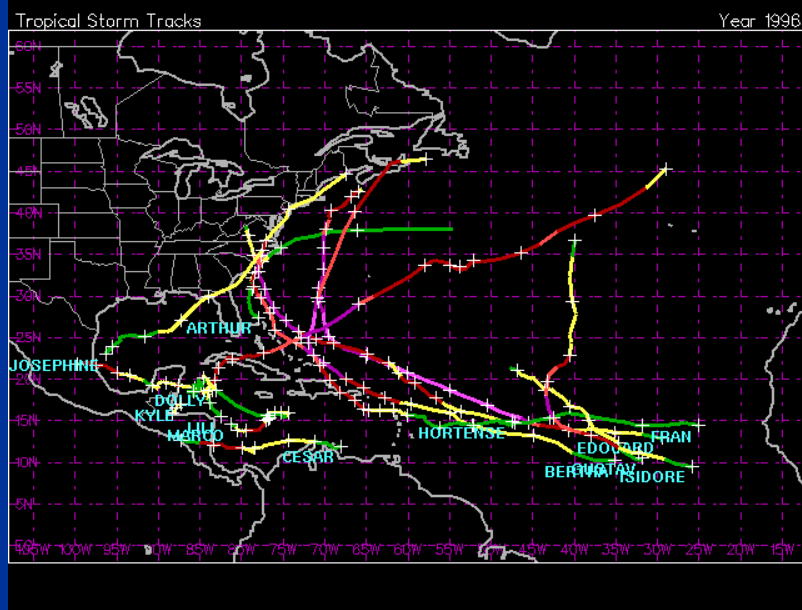 Tropical Storm Tracks Year 1996
60N
55N
50N
45N
40N
35N
30N
25N
20N
15N
10N
5N
ARTHUR
JOSEPHINE
DOLLY
KYLE
LILI
MARCO
CESAR
HORTENSE
FRAN
EDOUARD
BERTHA
GUSTAV
ISIDORE
105W 100W 95W 90W 85W 80W 75W 70W 65W 60W 55W 50W 45W 40W 35W 30W 25W 20W 15W